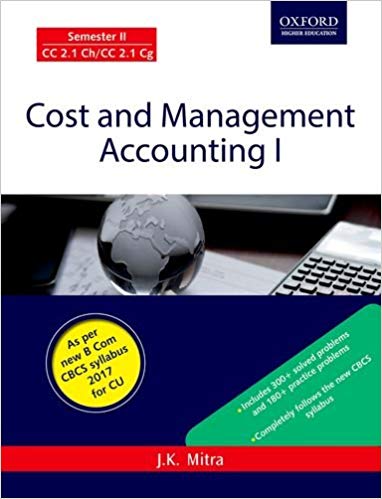 Semester II
CC 2.1 Ch/CC 2.1 Cg
OXFORD
HIGHER EDUCATION
Cost and Management
Accounting I
As per
new B Com
CBCS syllabus
2017
for CU
•Includes 300+ solved problems
and 180+ practice problems
•Completely follows the new CBCS
syllabus
J.K. Mitra